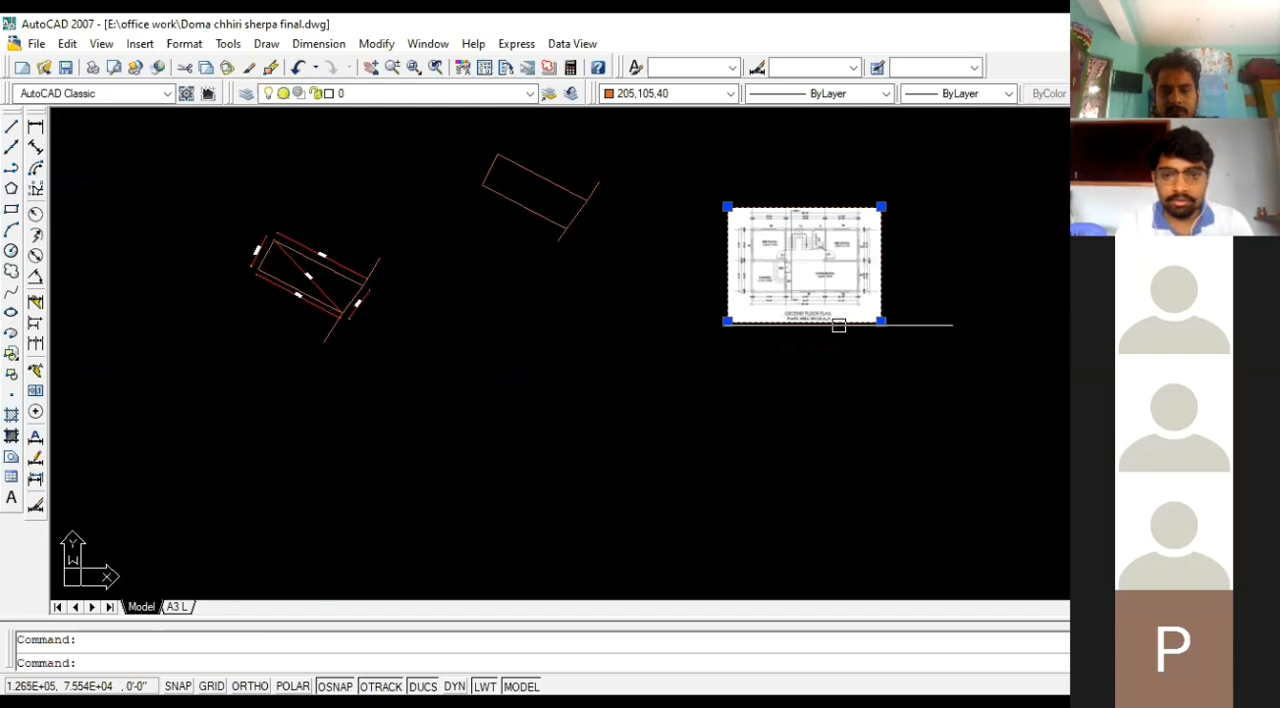 AutoCAD 2007 - [E:\office work\Doma chhiri sherpa final.dwg]
File Edit View Insert Format Tools Draw Dimension Modify Window Help Express Data View
AutoCAD Classic 0 205,105,40 ByLayer ByLayer ByColor
GROUND FLOOR PLAN
Y
W
X
Model A3 L
Command:
Command:
1.265E+05, 7.554E+04 , 0'-0" SNAP GRID ORTHO POLAR OSNAP OTRACK DUCS DYN LWT MODEL
A
P